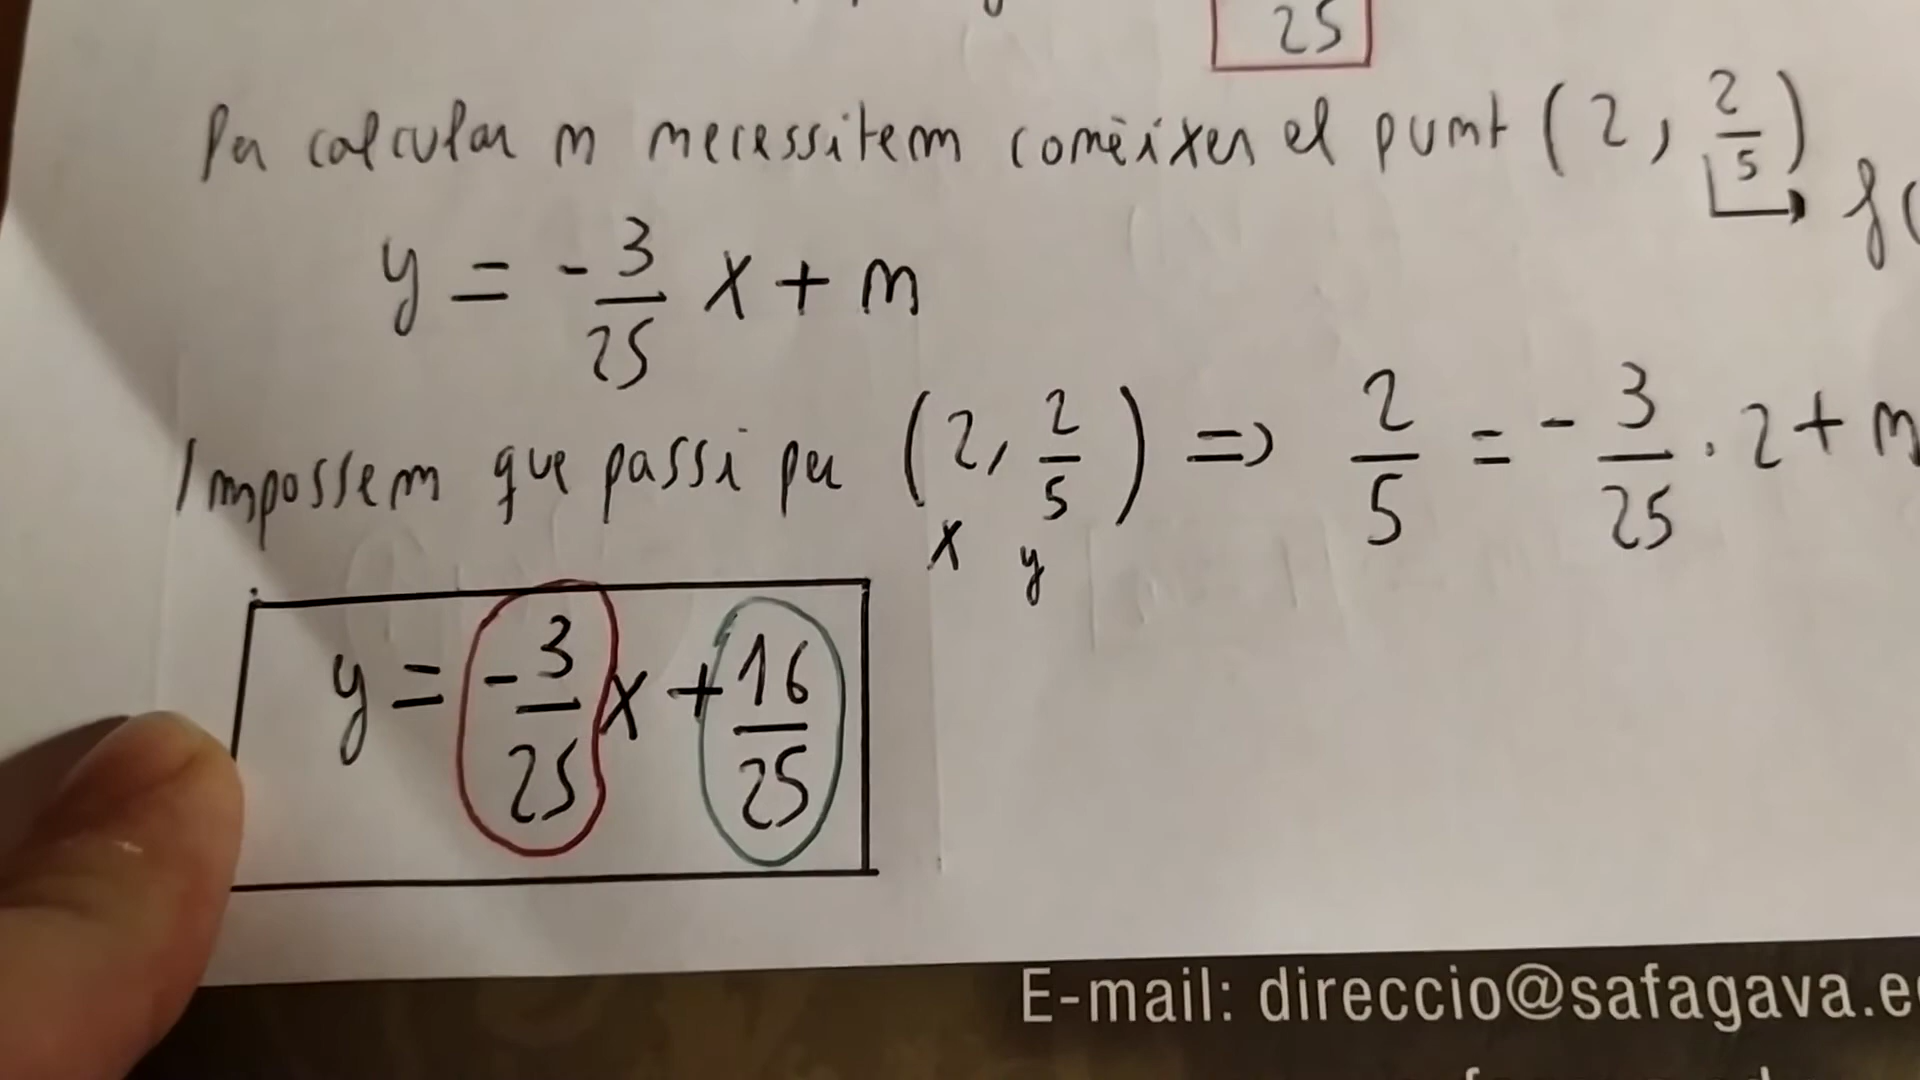 25
Per calcular n necessitem conèixer el punt (2, 2/5)
f(
y = -3/25 x + n
Impossem que passi per (2, 2/5) => 2/5 = -3/25 · 2 + n
x y
y = -3/25 x + 16/25
E-mail: direccio@safagava.e